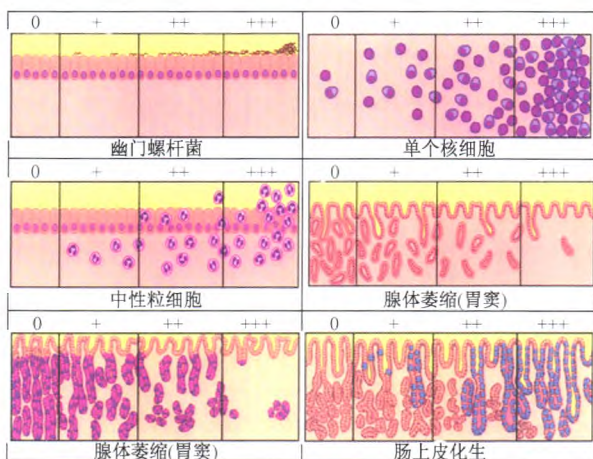 0 + ++ +++
0 + ++ +++
幽门螺杆菌
单个核细胞
0 + ++ +++
0 + ++ +++
中性粒细胞
腺体萎缩(胃窦)
0 + ++ +++
0 + ++ +++
腺体萎缩(胃窦)
肠上皮化生